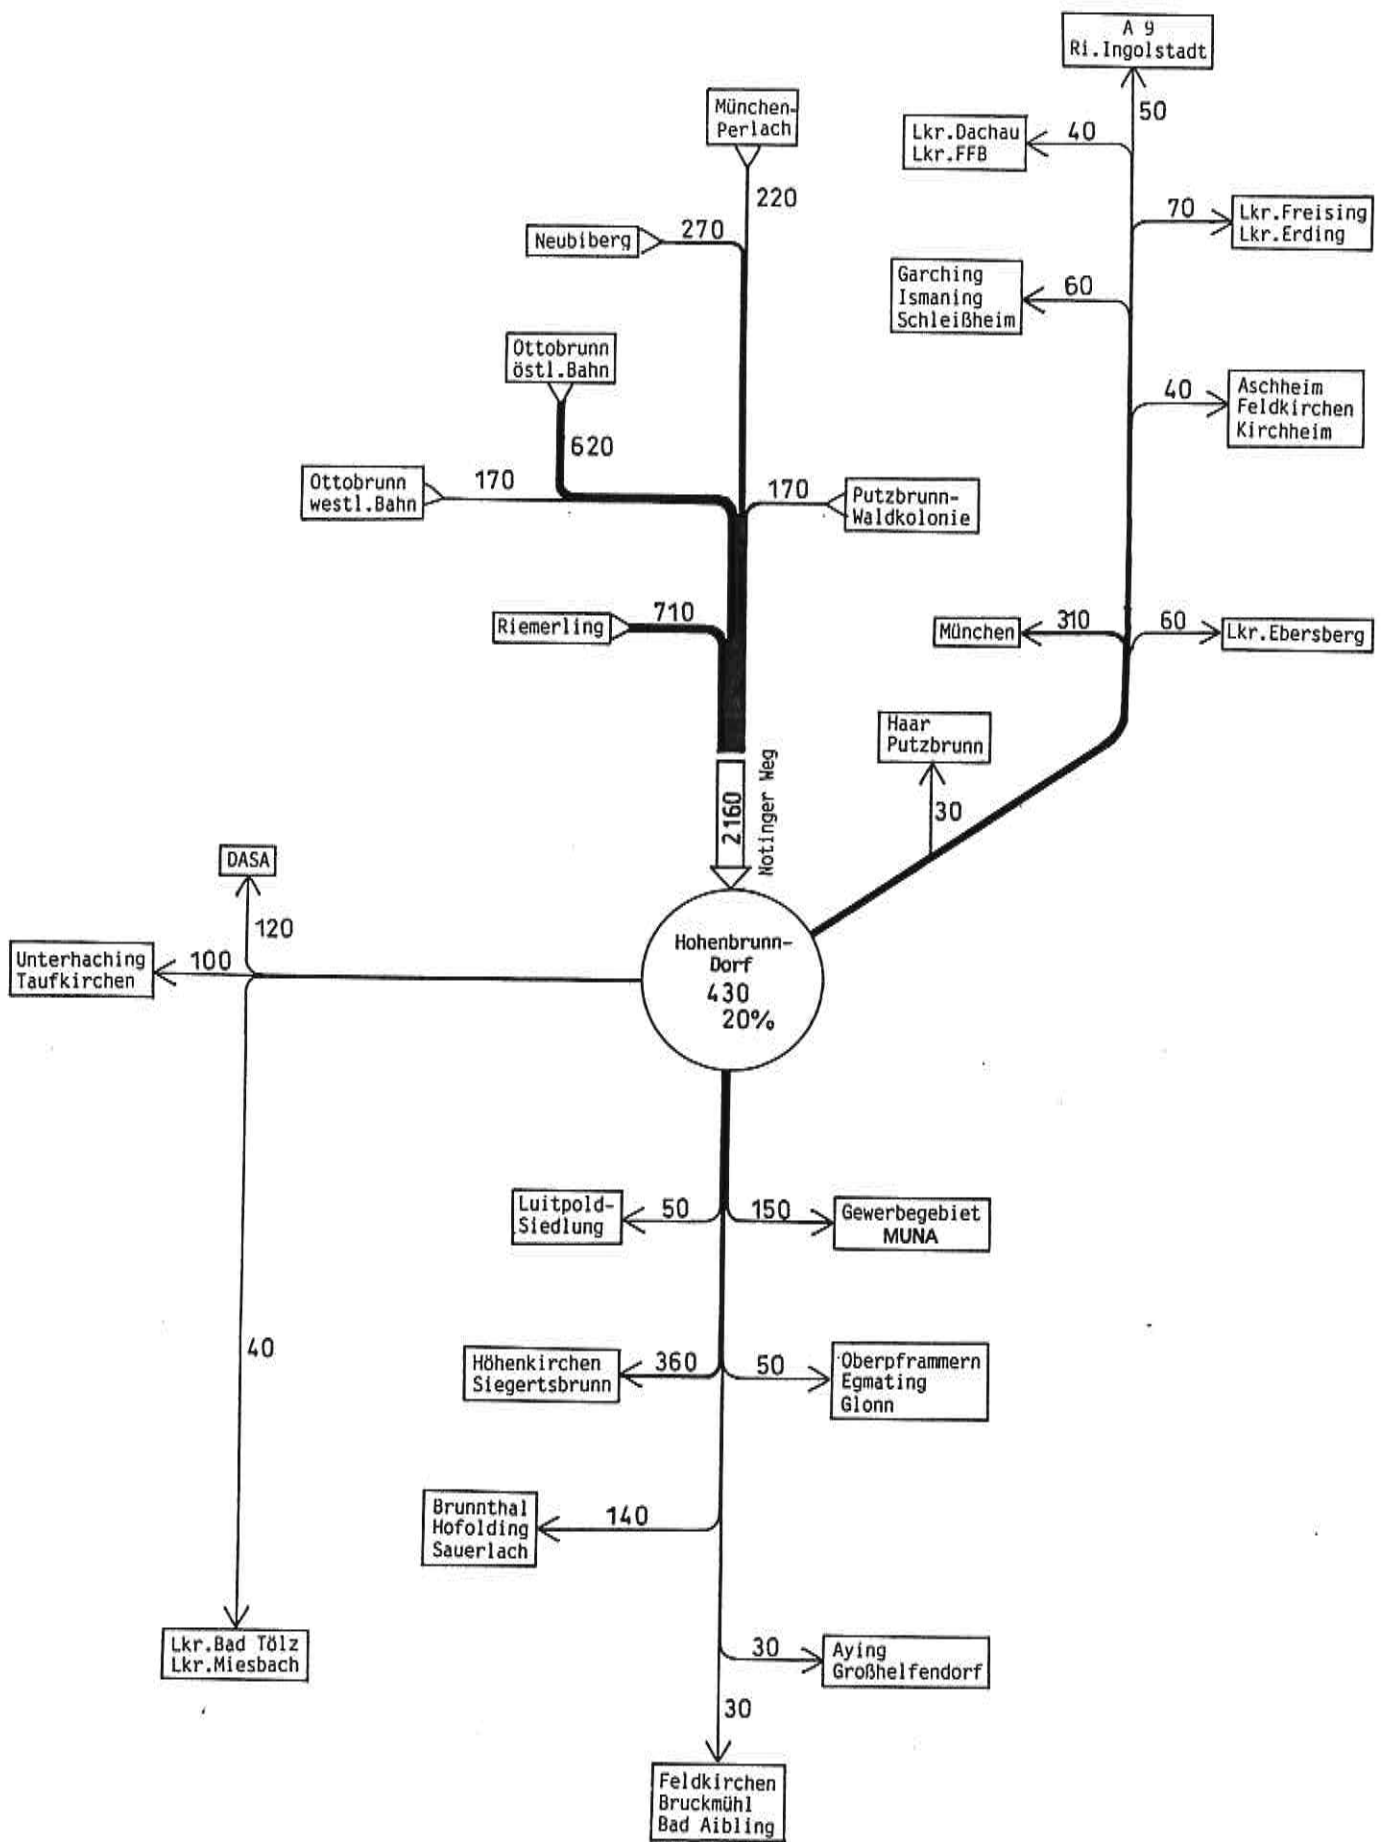 A 9
Ri.Ingolstadt
50
München-
Perlach
220
Lkr.Dachau
Lkr.FFB
40
70
Lkr.Freising
Lkr.Erding
Neubiberg
270
Garching
Ismaning
Schleißheim
60
Ottobrunn
östl.Bahn
620
40
Aschheim
Feldkirchen
Kirchheim
Ottobrunn
westl.Bahn
170
170
Putzbrunn-
Waldkolonie
Riemerling
710
München
310
60
Lkr.Ebersberg
Haar
Putzbrunn
30
2160
Notinger Weg
DASA
120
Unterhaching
Taufkirchen
100
Hohenbrunn-
Dorf
430
20%
Luitpold-
Siedlung
50
150
Gewerbegebiet
MUNA
40
Höhenkirchen
Siegertsbrunn
360
50
Oberpframmern
Egmating
Glonn
Brunnthal
Hofolding
Sauerlach
140
Lkr.Bad Tölz
Lkr.Miesbach
30
Aying
Großhelfendorf
30
Feldkirchen
Bruckmühl
Bad Aibling